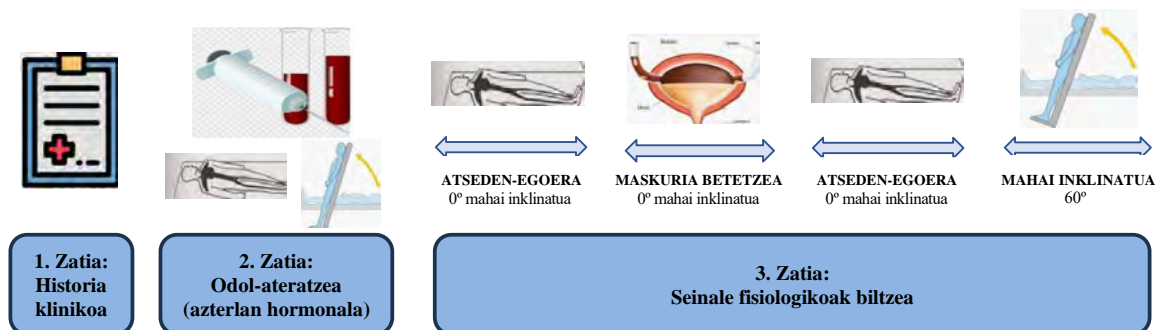 ATSEDEN-EGOERA
0º mahai inklinatua
MASKURIA BETETZEA
0º mahai inklinatua
ATSEDEN-EGOERA
0º mahai inklinatua
MAHAI INKLINATUA
60º
1. Zatia:
Historia
klinikoa
2. Zatia:
Odol-ateratzea
(azterlan hormonala)
3. Zatia:
Seinale fisiologikoak biltzea